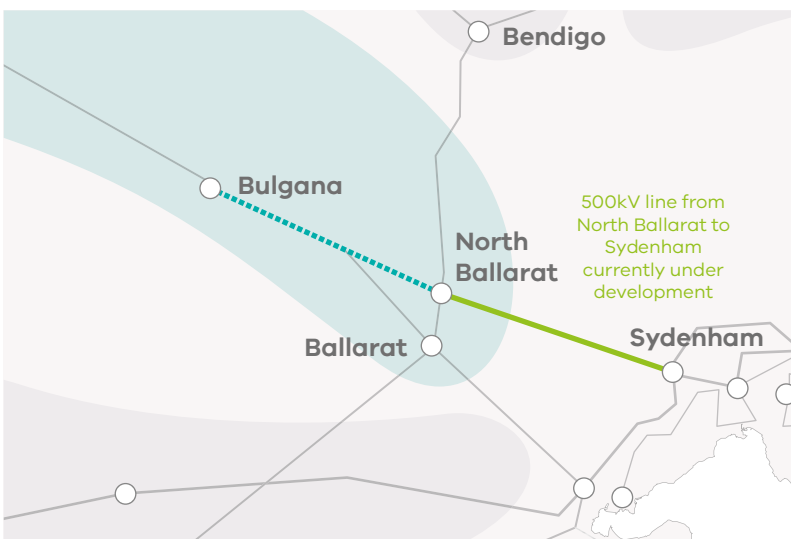 Bendigo
Bulgana
500kV line from
North Ballarat to
Sydenham
currently under
development
North
Ballarat
Sydenham
Ballarat